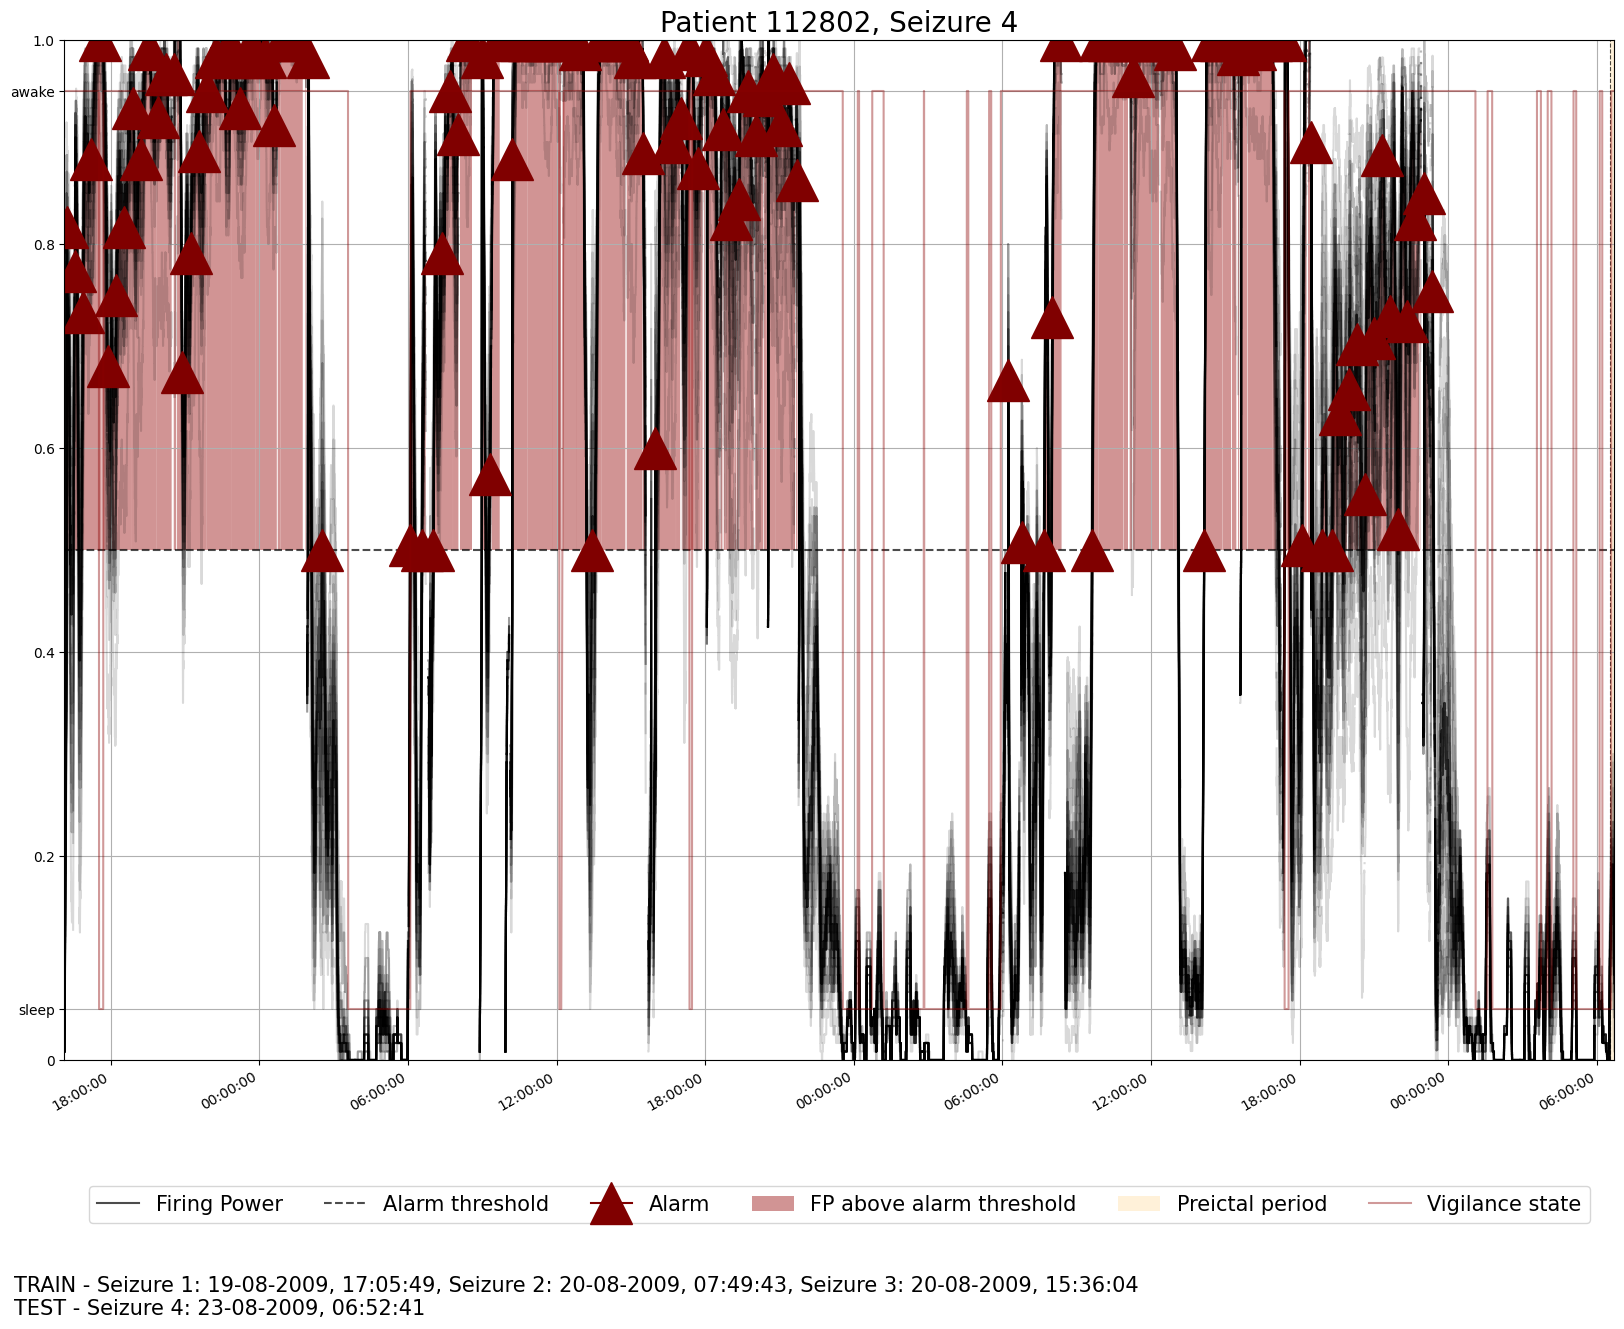 Patient 112802, Seizure 4
1.0
awake
0.8
0.6
0.4
0.2
sleep
0
18:00:00 00:00:00 06:00:00 12:00:00 18:00:00 00:00:00 06:00:00 12:00:00 18:00:00 00:00:00 06:00:00
Firing Power Alarm threshold Alarm FP above alarm threshold Preictal period Vigilance state
TRAIN - Seizure 1: 19-08-2009, 17:05:49, Seizure 2: 20-08-2009, 07:49:43, Seizure 3: 20-08-2009, 15:36:04
TEST - Seizure 4: 23-08-2009, 06:52:41